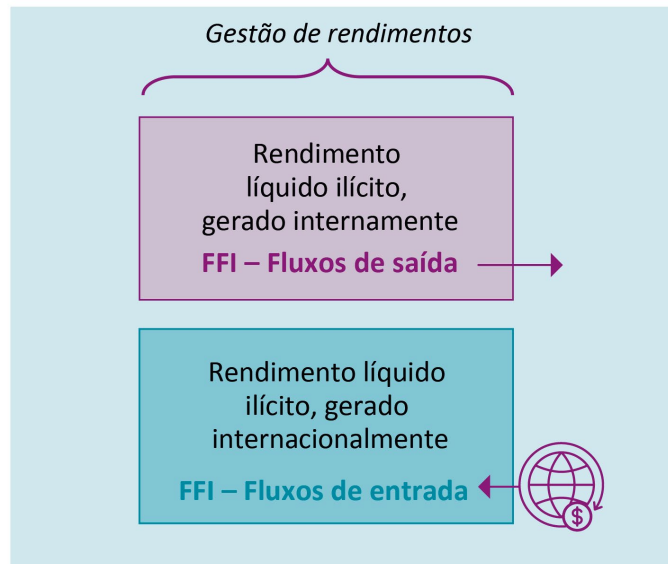 Gestão de rendimentos
Rendimento
líquido ilícito,
gerado internamente
FFI – Fluxos de saída
Rendimento líquido
ilícito, gerado
internacionalmente
FFI – Fluxos de entrada
$